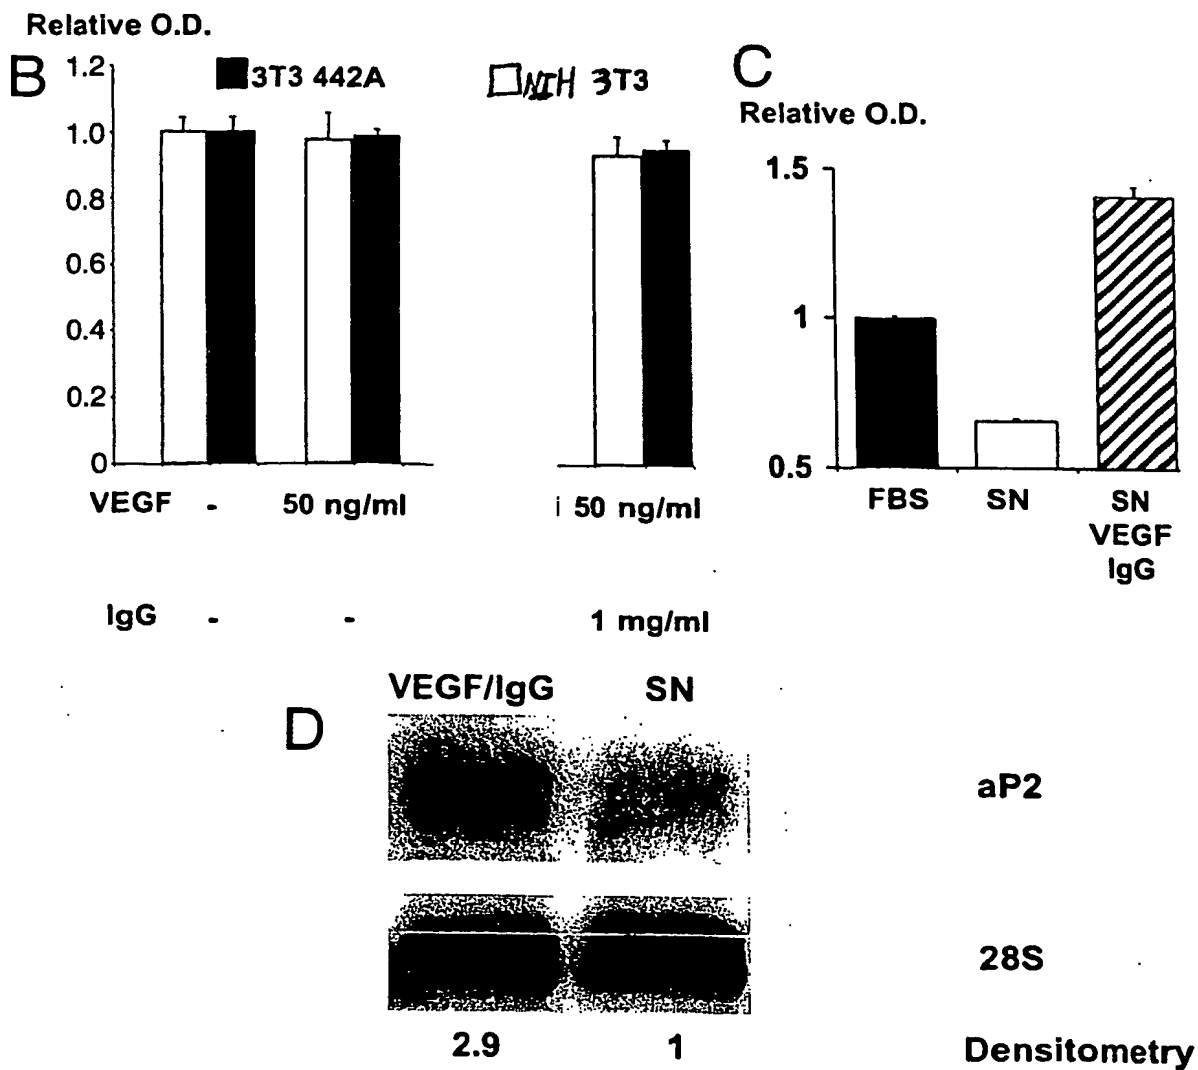 Relative O.D.
B
1.2
1.0
0.8
0.6
0.4
0.2
0
3T3 442A
NIH 3T3
VEGF - 50 ng/ml i 50 ng/ml
IgG - - 1 mg/ml
C
Relative O.D.
1.5
1
0.5
FBS SN SN
VEGF
IgG
D
VEGF/IgG SN
aP2
28S
2.9 1 Densitometry